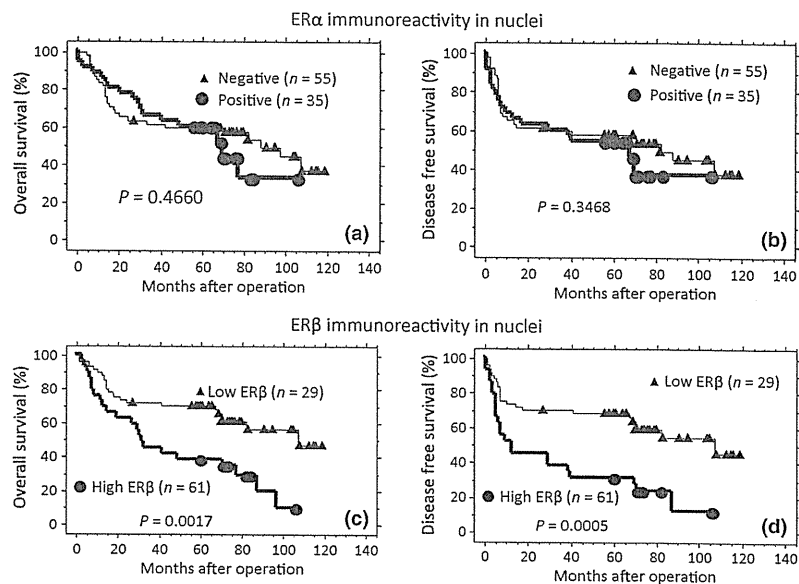 ERα immunoreactivity in nuclei
Overall survival (%)
100
80
60
40
20
0
Negative (n = 55)
Positive (n = 35)
P = 0.4660
(a)
0 20 40 60 80 100 120 140
Months after operation
Disease free survival (%)
100
80
60
40
20
0
Negative (n = 55)
Positive (n = 35)
P = 0.3468
(b)
0 20 40 60 80 100 120 140
Months after operation
ERβ immunoreactivity in nuclei
Overall survival (%)
100
80
60
40
20
0
Low ERβ (n = 29)
High ERβ (n = 61)
P = 0.0017
(c)
0 20 40 60 80 100 120 140
Months after operation
Disease free survival (%)
100
80
60
40
20
0
Low ERβ (n = 29)
High ERβ (n = 61)
P = 0.0005
(d)
0 20 40 60 80 100 120 140
Months after operation